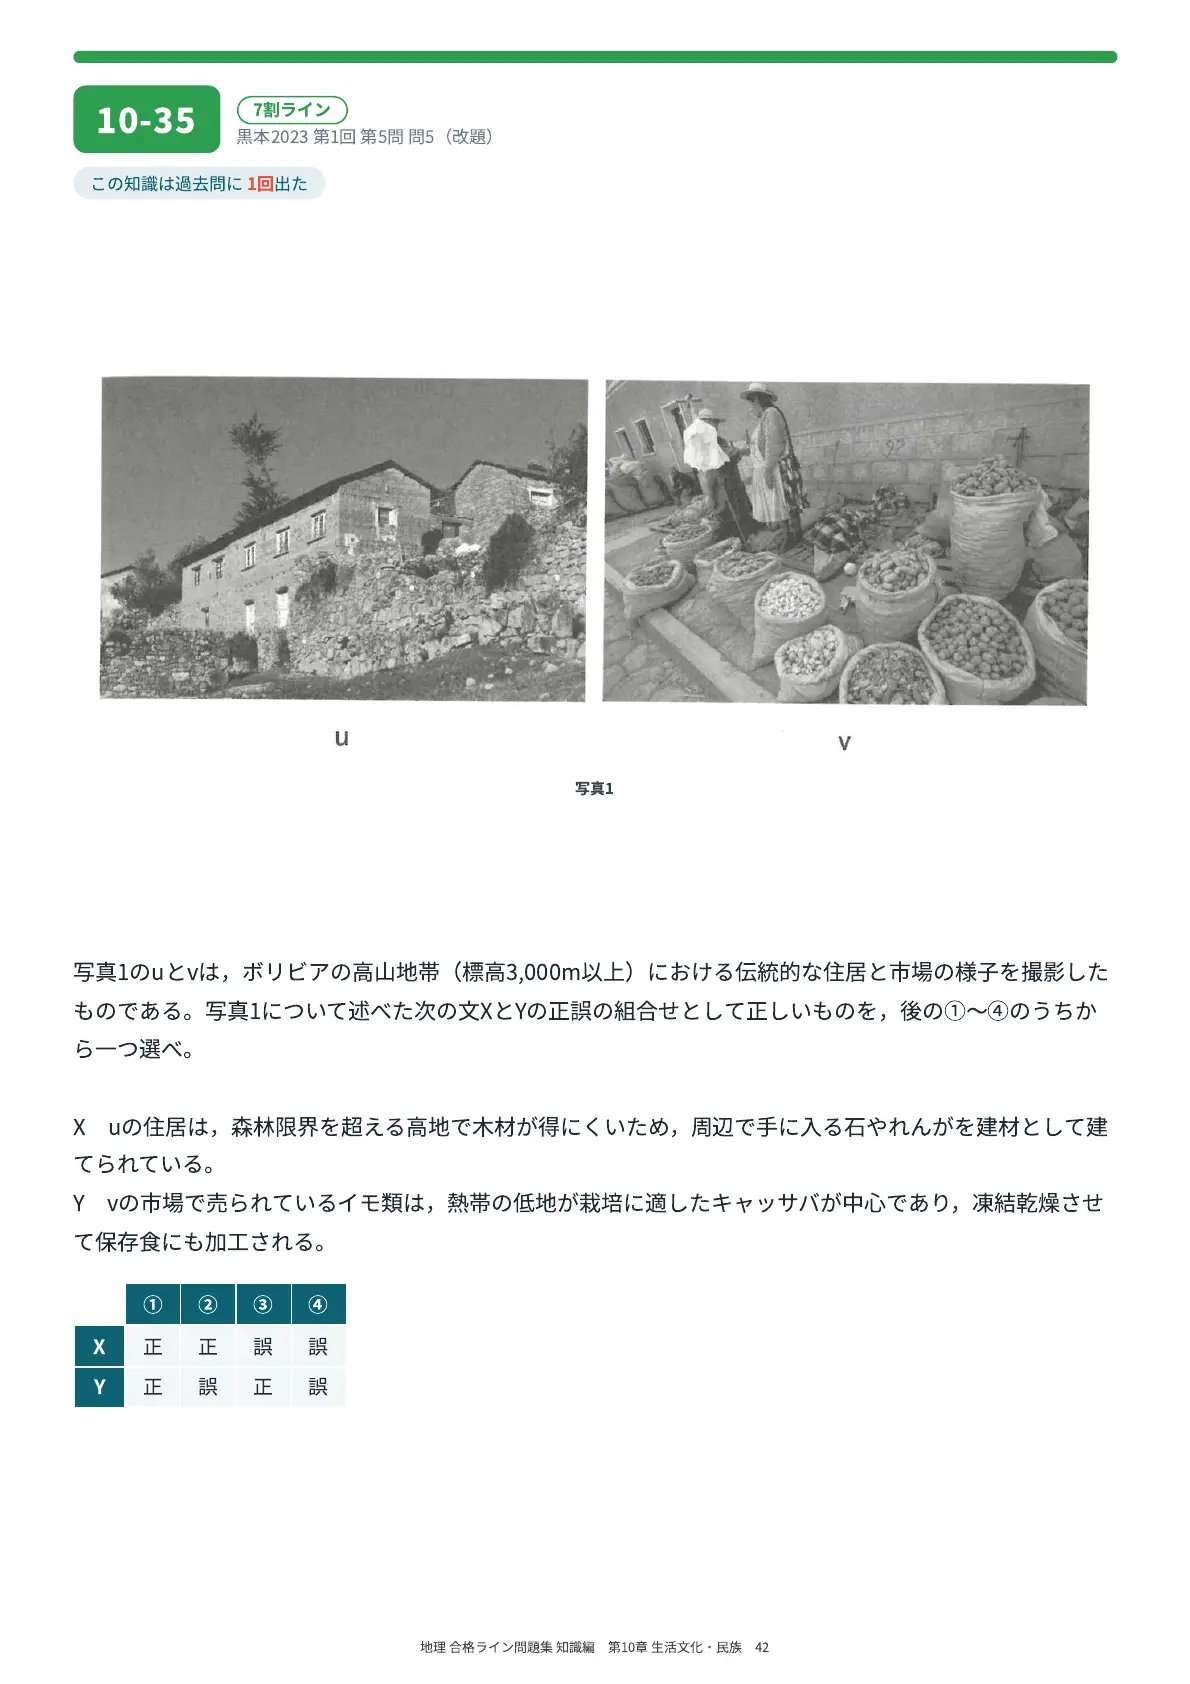 10-35
7割ライン
黒本2023 第1回 第5問 問5（改題）
この知識は過去問に 1回出た
u
v
写真1
写真1のuとvは，ボリビアの高山地帯（標高3,000m以上）における伝統的な住居と市場の様子を撮影した
ものである。写真1について述べた次の文XとYの正誤の組合せとして正しいものを，後の①～④のうちか
ら一つ選べ。
X　uの住居は，森林限界を超える高地で木材が得にくいため，周辺で手に入る石やれんがを建材として建
てられている。
Y　vの市場で売られているイモ類は，熱帯の低地が栽培に適したキャッサバが中心であり，凍結乾燥させ
て保存食にも加工される。
① ② ③ ④
X 正 正 誤 誤
Y 正 誤 正 誤
地理 合格ライン問題集 知識編　第10章 生活文化・民族　42